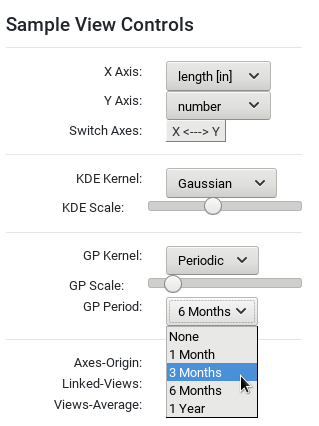 Sample View Controls
X Axis: length [in]
Y Axis: number
Switch Axes: X <---> Y
KDE Kernel: Gaussian
KDE Scale:
GP Kernel: Periodic
GP Scale:
GP Period: 6 Months
None
1 Month
3 Months
6 Months
1 Year
Axes-Origin:
Linked-Views:
Views-Average: